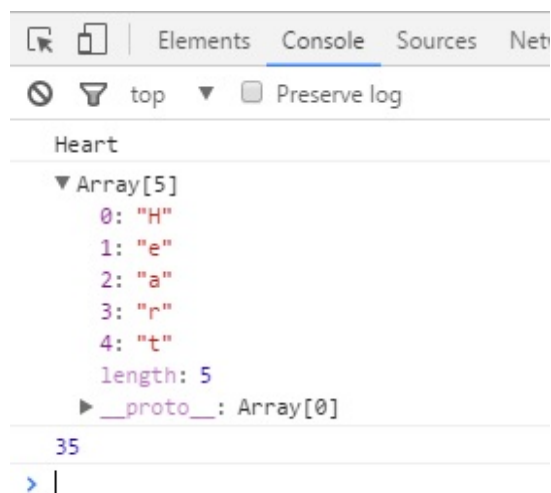 Elements Console Sources Net
top Preserve log
Heart
Array[5]
0: "H"
1: "e"
2: "a"
3: "r"
4: "t"
length: 5
__proto__: Array[0]
35
>